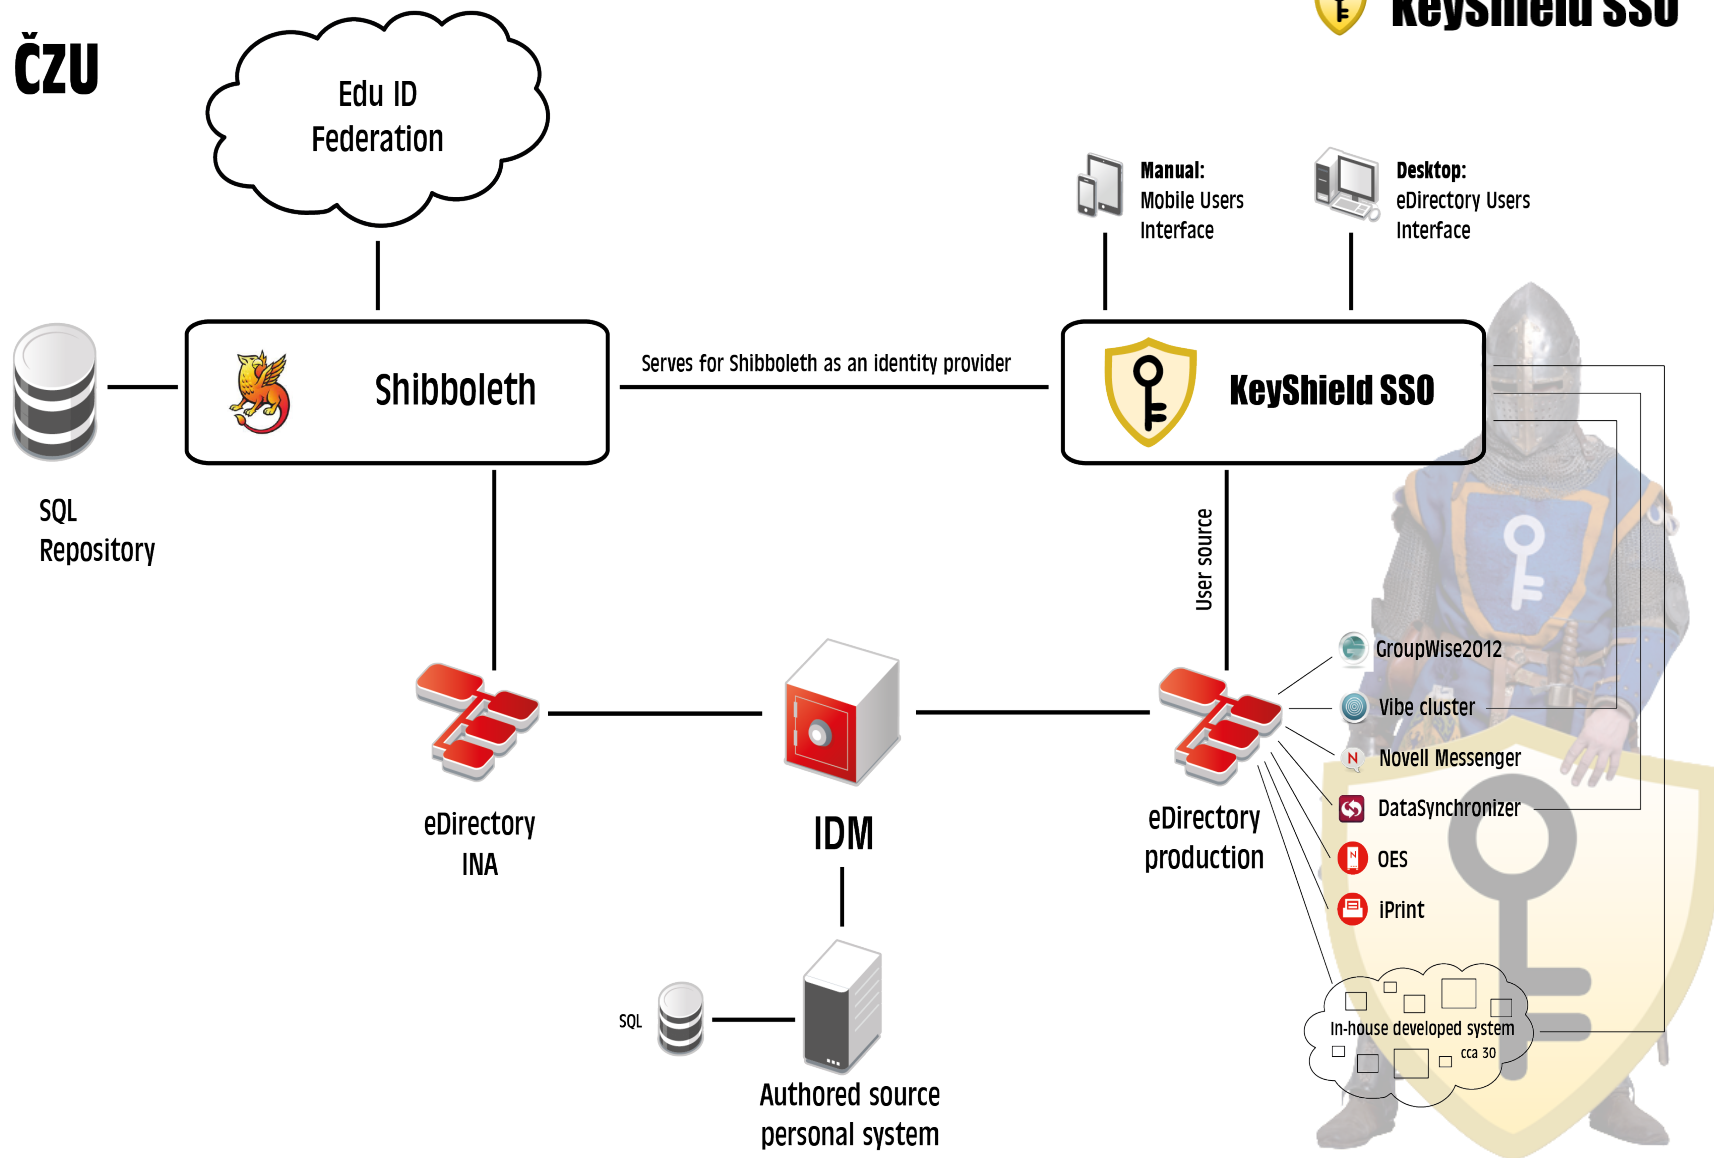 KeyShield SSO
ČZU
Edu ID
Federation
Manual:
Mobile Users
Interface
Desktop:
eDirectory Users
Interface
Shibboleth
Serves for Shibboleth as an identity provider
KeyShield SSO
SQL
Repository
User source
GroupWise2012
Vibe cluster
N
Novell Messenger
DataSynchronizer
N
OES
iPrint
eDirectory
INA
IDM
eDirectory
production
In-house developed system
cca 30
SQL
Authored source
personal system